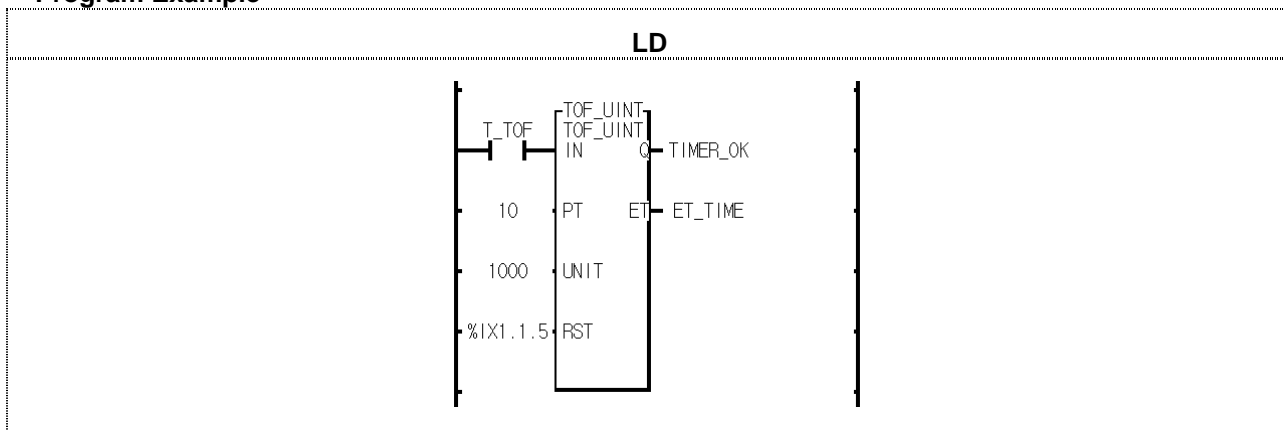 Program Example
LD
TOF_UINT
T_TOF TOF_UINT
IN Q TIMER_OK
10 PT ET ET_TIME
1000 UNIT
%IX1.1.5 RST